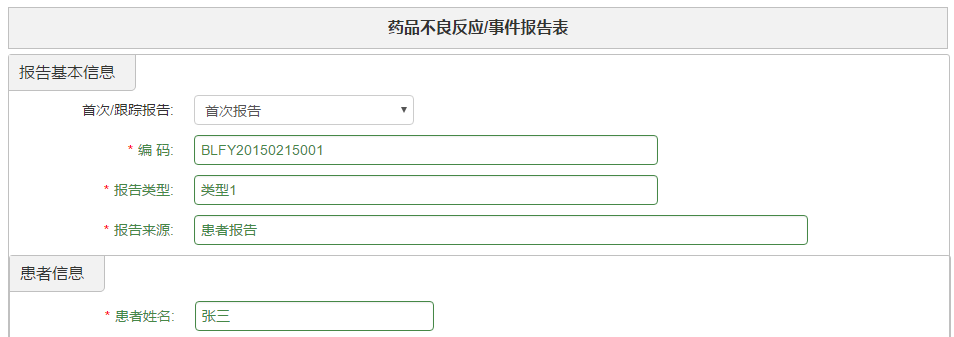 药品不良反应/事件报告表
报告基本信息
首次/跟踪报告: 首次报告
* 编 码: BLFY20150215001
* 报告类型: 类型1
* 报告来源: 患者报告
患者信息
* 患者姓名: 张三